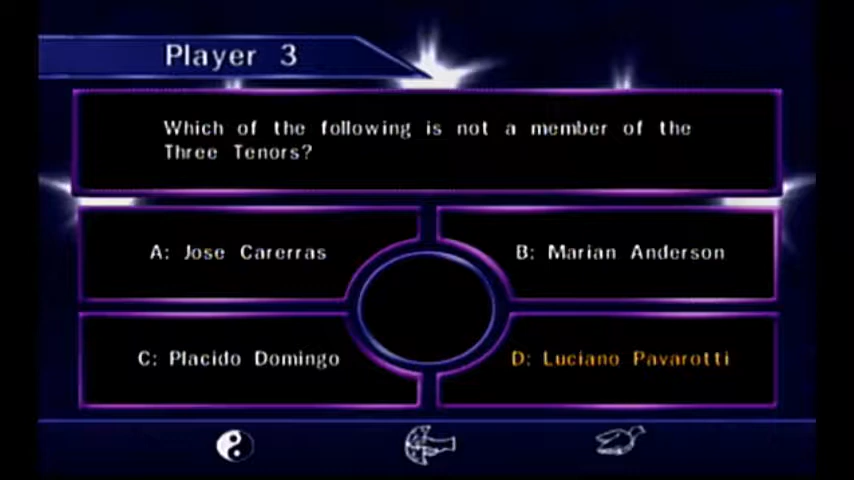 Player 3
Which of the following is not a member of the
Three Tenors?
A: Jose Carerras
B: Marian Anderson
C: Placido Domingo
D: Luciano Pavarotti